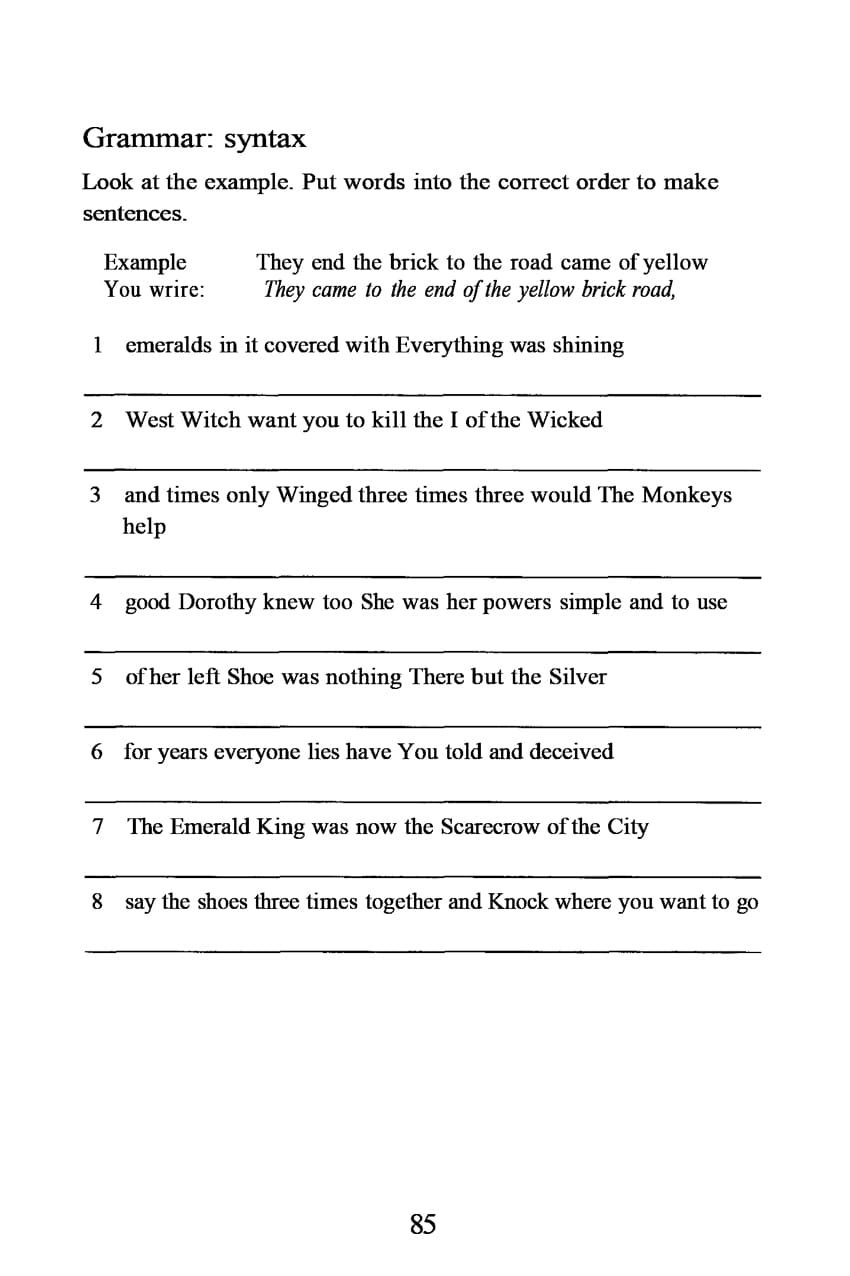 Grammar: syntax
Look at the example. Put words into the correct order to make
sentences.
Example They end the brick to the road came of yellow
You wrire: They came to the end of the yellow brick road,
1 emeralds in it covered with Everything was shining
2 West Witch want you to kill the I of the Wicked
3 and times only Winged three times three would The Monkeys
help
4 good Dorothy knew too She was her powers simple and to use
5 of her left Shoe was nothing There but the Silver
6 for years everyone lies have You told and deceived
7 The Emerald King was now the Scarecrow of the City
8 say the shoes three times together and Knock where you want to go
85